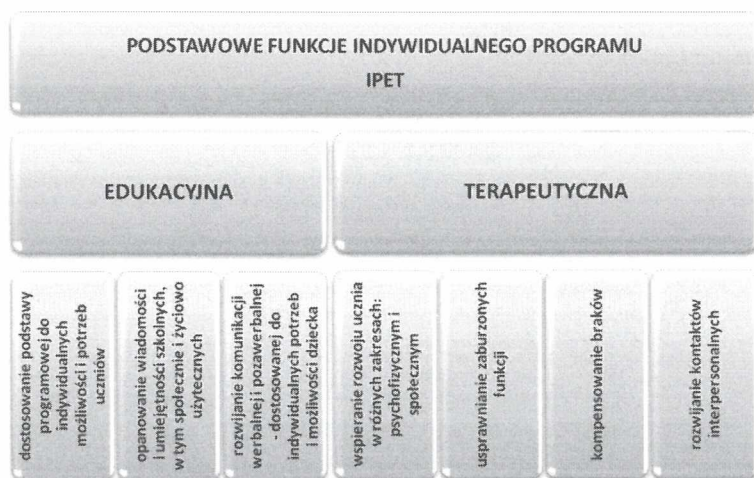 PODSTAWOWE FUNKCJE INDYWIDUALNEGO PROGRAMU
IPET
EDUKACYJNA
TERAPEUTYCZNA
dostosowanie podstawy
programowej do
indywidualnych
możliwości i potrzeb
uczniów
opanowanie wiadomości
i umiejętności szkolnych,
w tym społecznie i życiowo
użytecznych
rozwijanie komunikacji
werbalnej i pozawerbalnej
- dostosowanej do
indywidualnych potrzeb
i możliwości dziecka
wspieranie rozwoju ucznia
w różnych zakresach:
psychofizycznym i
społecznym
usprawnianie zaburzonych
funkcji
kompensowanie braków
rozwijanie kontaktów
interpersonalnych